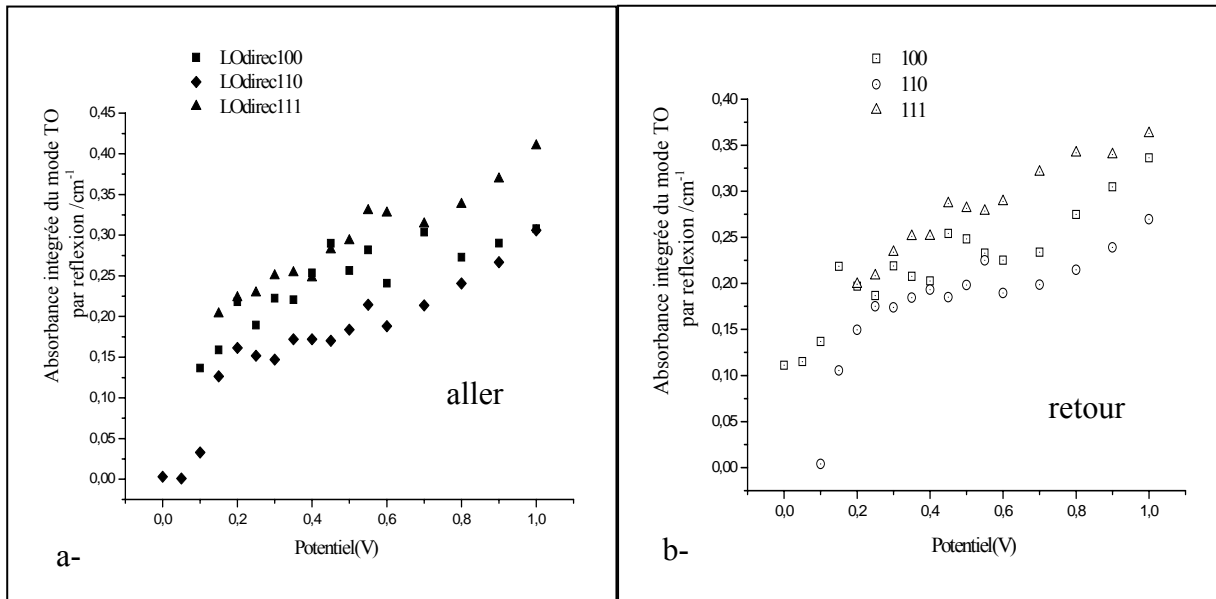 LOdirec100
LOdirec110
LOdirec111
Absorbance integrée du mode TO
par reflexion /cm⁻¹
0,45
0,40
0,35
0,30
0,25
0,20
0,15
0,10
0,05
0,00
aller
0,0 0,2 0,4 0,6 0,8 1,0
Potentiel(V)
a-
100
110
111
Absorbance integrée du mode TO
par reflexion /cm⁻¹
0,40
0,35
0,30
0,25
0,20
0,15
0,10
0,05
0,00
retour
0,0 0,2 0,4 0,6 0,8 1,0
Potentiel(V)
b-